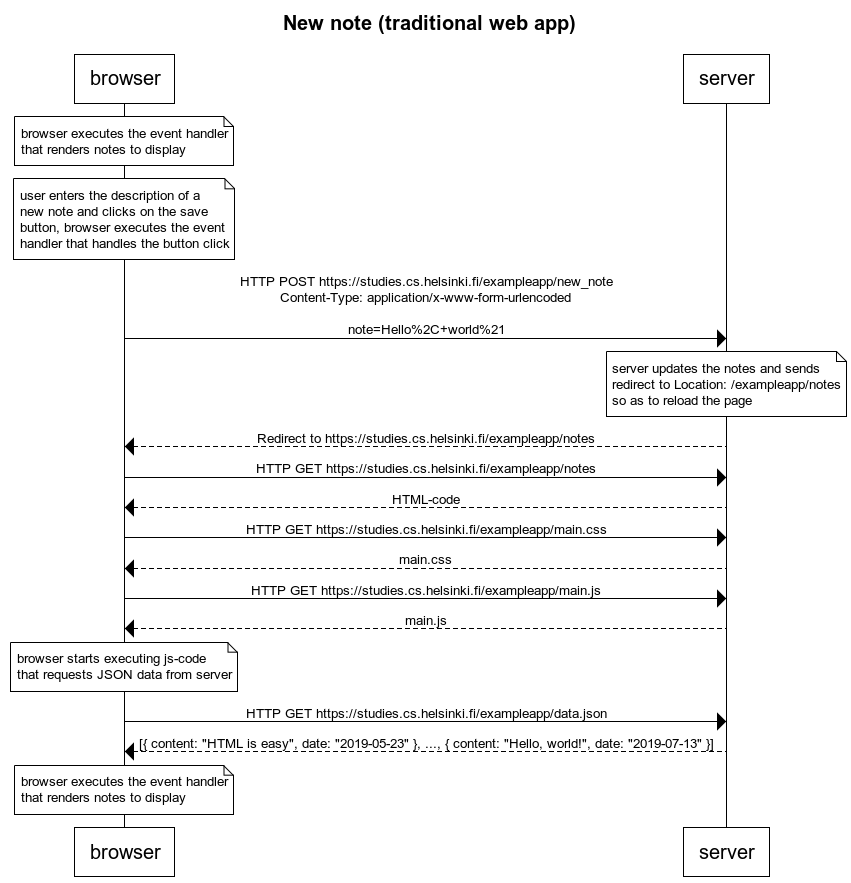 New note (traditional web app)
browser
server
browser executes the event handler
that renders notes to display
user enters the description of a
new note and clicks on the save
button, browser executes the event
handler that handles the button click
HTTP POST https://studies.cs.helsinki.fi/exampleapp/new_note
Content-Type: application/x-www-form-urlencoded
note=Hello%2C+world%21
server updates the notes and sends
redirect to Location: /exampleapp/notes
so as to reload the page
Redirect to https://studies.cs.helsinki.fi/exampleapp/notes
HTTP GET https://studies.cs.helsinki.fi/exampleapp/notes
HTML-code
HTTP GET https://studies.cs.helsinki.fi/exampleapp/main.css
main.css
HTTP GET https://studies.cs.helsinki.fi/exampleapp/main.js
main.js
browser starts executing js-code
that requests JSON data from server
HTTP GET https://studies.cs.helsinki.fi/exampleapp/data.json
[{ content: "HTML is easy", date: "2019-05-23" }, ..., { content: "Hello, world!", date: "2019-07-13" }]
browser executes the event handler
that renders notes to display
browser
server